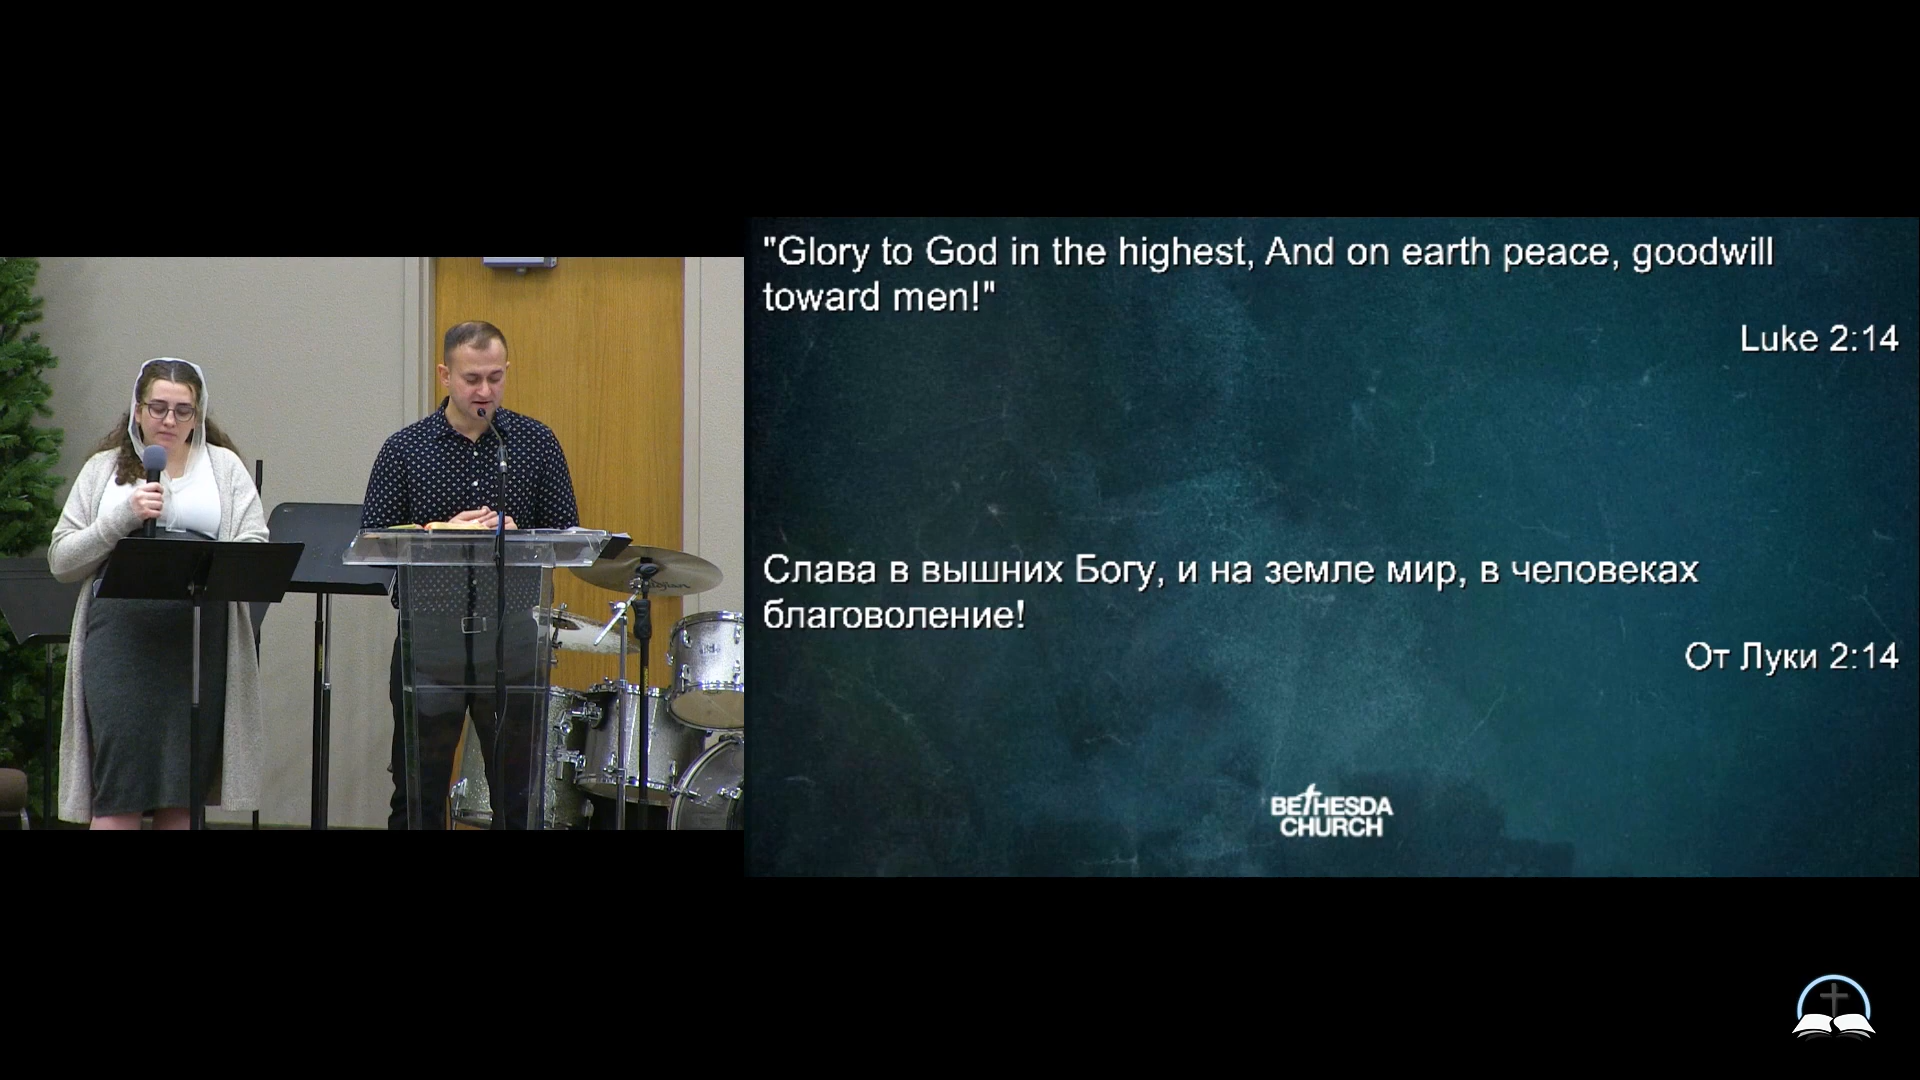 "Glory to God in the highest, And on earth peace, goodwill
toward men!"
Luke 2:14
Слава в вышних Богу, и на земле мир, в человеках
благоволение!
От Луки 2:14
BETHESDA
CHURCH